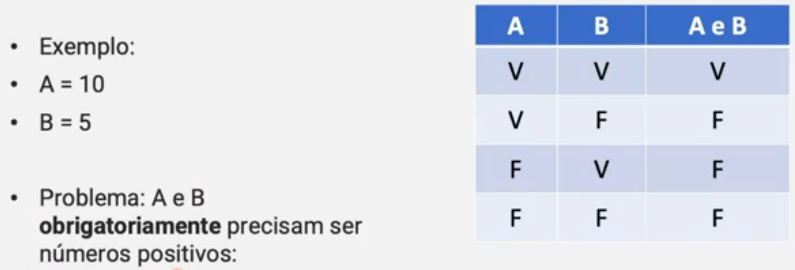 • Exemplo:
• A = 10
• B = 5
• Problema: A e B
obrigatoriamente precisam ser
números positivos:
A B A e B
V V V
V F F
F V F
F F F